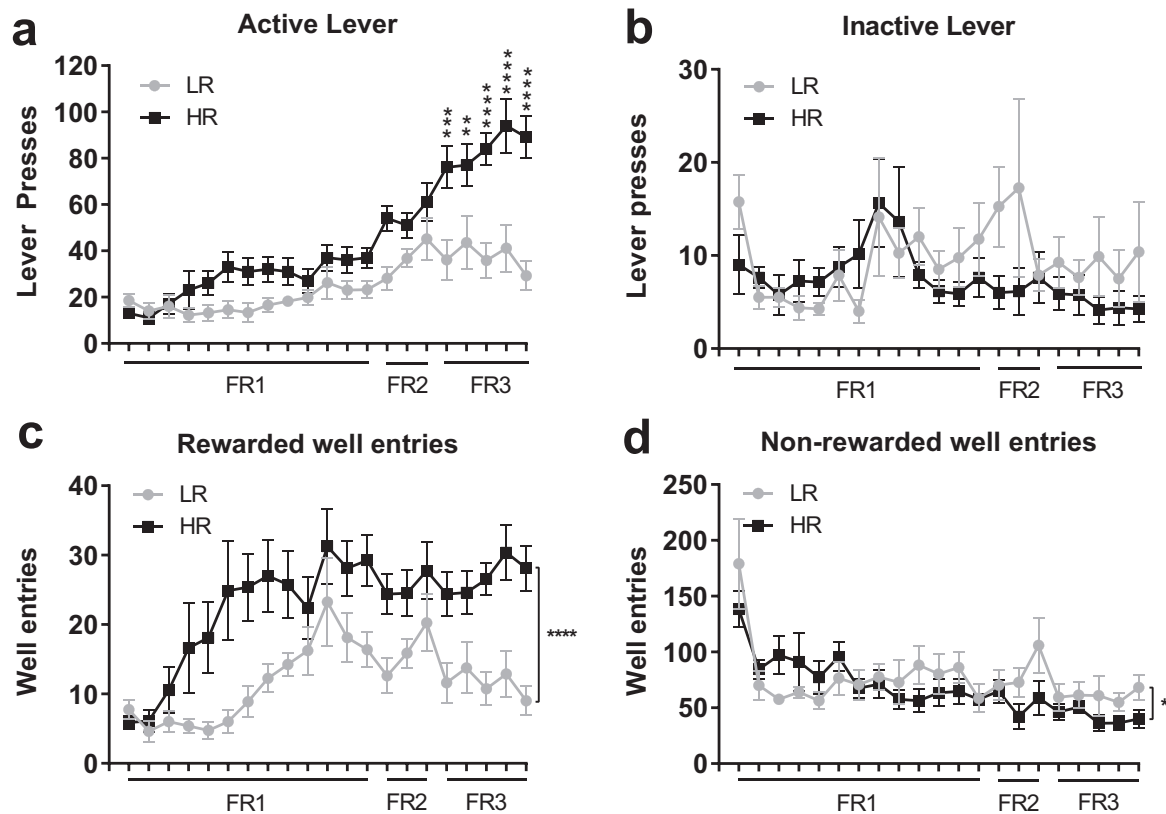 a
Active Lever
Lever Presses
120
100
80
60
40
20
0
LR
HR
***
**
****
****
****
FR1
FR2
FR3
b
Inactive Lever
Lever presses
30
20
10
0
LR
HR
FR1
FR2
FR3
c
Rewarded well entries
Well entries
40
30
20
10
0
LR
HR
****
FR1
FR2
FR3
d
Non-rewarded well entries
Well entries
250
200
150
100
50
0
LR
HR
*
FR1
FR2
FR3